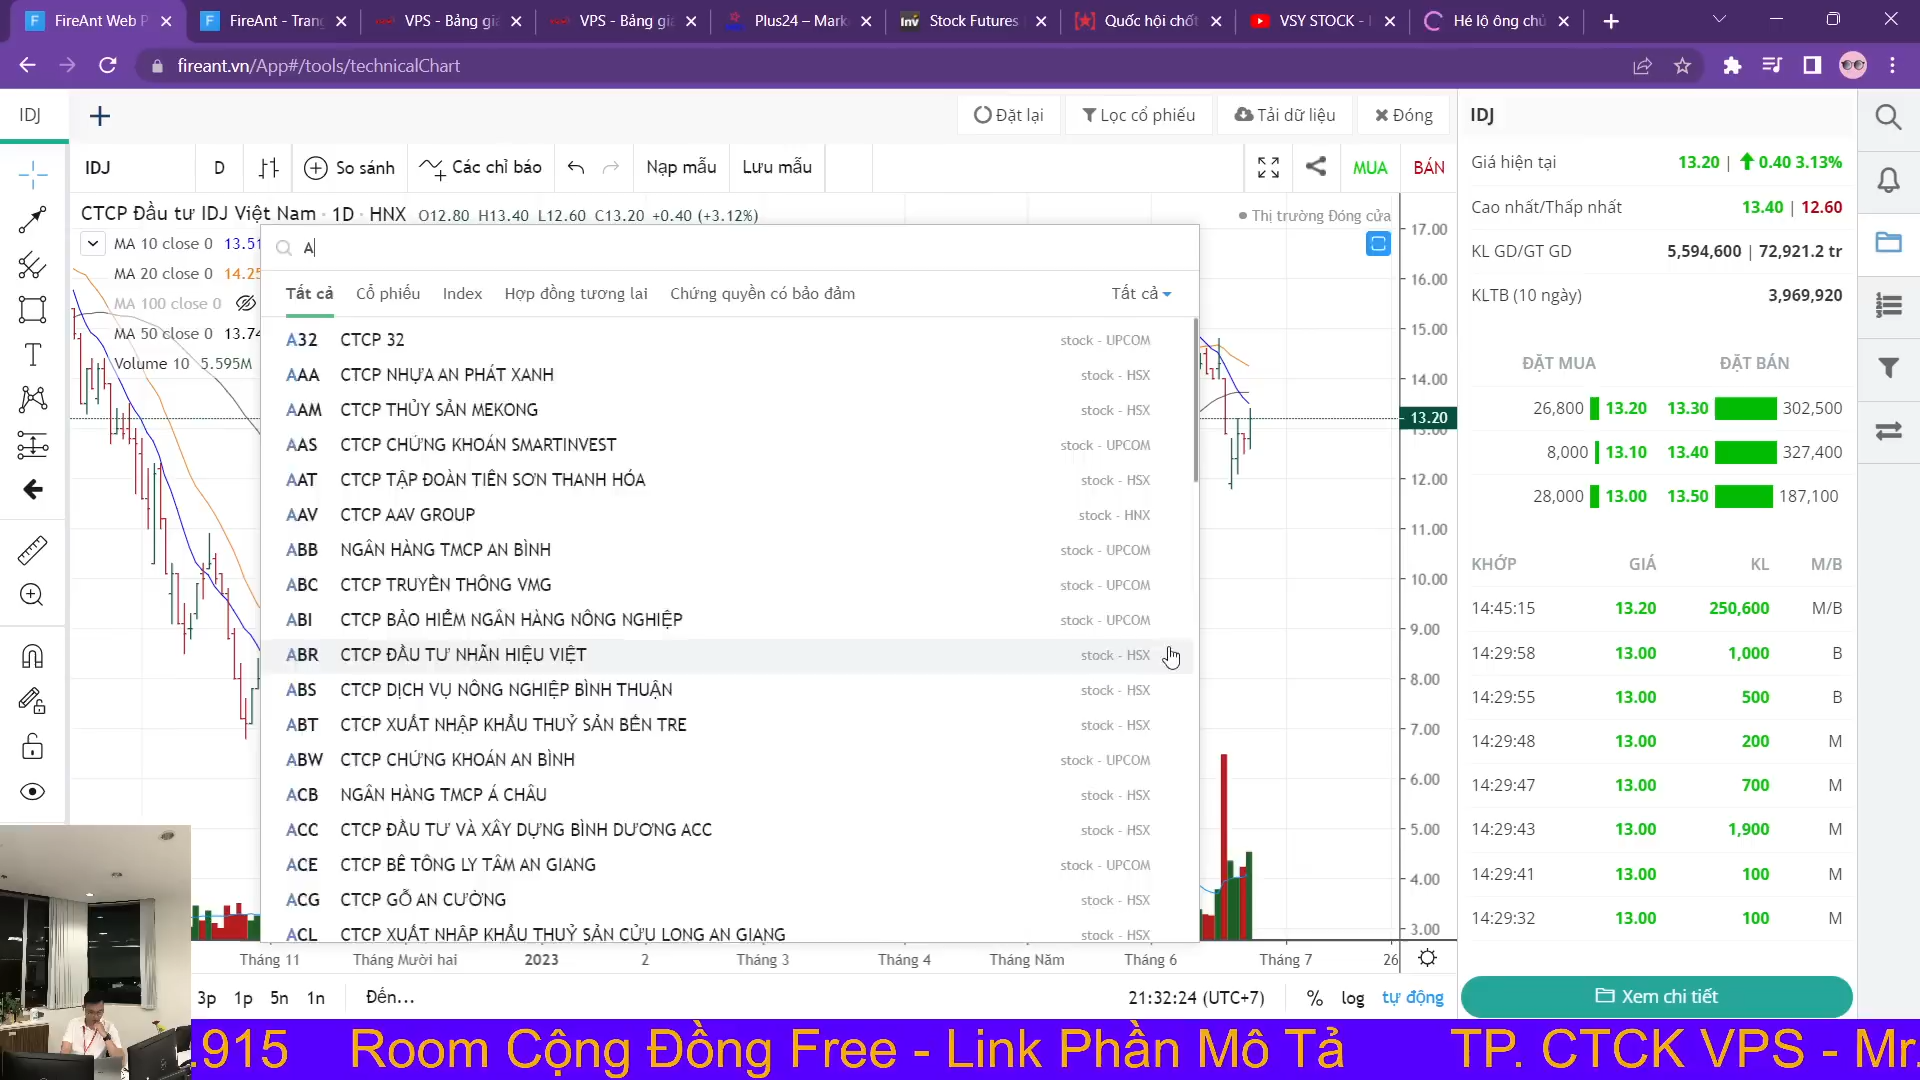 FireAnt Web P
FireAnt - Tran
VPS - Bảng gi
VPS - Bảng gi
Plus24 – Mark
Inv Stock Futures
Quốc hội chốt
VSY STOCK -
Hé lộ ông chủ
fireant.vn/App#/tools/technicalChart
IDJ
Đặt lại
Lọc cổ phiếu
Tải dữ liệu
Đóng
IDJ D So sánh Các chỉ báo Nạp mẫu Lưu mẫu MUA BÁN
CTCP Đầu tư IDJ Việt Nam · 1D · HNX O12.80 H13.40 L12.60 C13.20 +0.40 (+3.12%)
Thị trường Đóng cửa
MA 10 close 0 13.51
MA 20 close 0 14.25
MA 100 close 0
MA 50 close 0 13.74
Volume 10 5.595M
A
Tất cả Cổ phiếu Index Hợp đồng tương lai Chứng quyền có bảo đảm Tất cả
A32 CTCP 32 stock - UPCOM
AAA CTCP NHỰA AN PHÁT XANH stock - HSX
AAM CTCP THỦY SẢN MEKONG stock - HSX
AAS CTCP CHỨNG KHOÁN SMARTINVEST stock - UPCOM
AAT CTCP TẬP ĐOÀN TIÊN SƠN THANH HÓA stock - HSX
AAV CTCP AAV GROUP stock - HNX
ABB NGÂN HÀNG TMCP AN BÌNH stock - UPCOM
ABC CTCP TRUYỀN THÔNG VMG stock - UPCOM
ABI CTCP BẢO HIỂM NGÂN HÀNG NÔNG NGHIỆP stock - UPCOM
ABR CTCP ĐẦU TƯ NHÃN HIỆU VIỆT stock - HSX
ABS CTCP DỊCH VỤ NÔNG NGHIỆP BÌNH THUẬN stock - HSX
ABT CTCP XUẤT NHẬP KHẨU THUỶ SẢN BẾN TRE stock - HSX
ABW CTCP CHỨNG KHOÁN AN BÌNH stock - UPCOM
ACB NGÂN HÀNG TMCP Á CHÂU stock - HSX
ACC CTCP ĐẦU TƯ VÀ XÂY DỰNG BÌNH DƯƠNG ACC stock - HSX
ACE CTCP BÊ TÔNG LY TÂM AN GIANG stock - UPCOM
ACG CTCP GỖ AN CƯỜNG stock - HSX
ACL CTCP XUẤT NHẬP KHẨU THUỶ SẢN CỬU LONG AN GIANG stock - HSX
17.00
16.00
15.00
14.00
13.20
13.00
12.00
11.00
10.00
9.00
8.00
7.00
6.00
5.00
4.00
3.00
Tháng 11 Tháng Mười hai 2023 2 Tháng 3 Tháng 4 Tháng Năm Tháng 6 Tháng 7 26
3p 1p 5n 1n Đến... 21:32:24 (UTC+7) % log tự động
IDJ
Giá hiện tại 13.20 | 0.40 3.13%
Cao nhất/Thấp nhất 13.40 | 12.60
KL GD/GT GD 5,594,600 | 72,921.2 tr
KLTB (10 ngày) 3,969,920
ĐẶT MUA ĐẶT BÁN
26,800 13.20 13.30 302,500
8,000 13.10 13.40 327,400
28,000 13.00 13.50 187,100
KHỚP GIÁ KL M/B
14:45:15 13.20 250,600 M/B
14:29:58 13.00 1,000 B
14:29:55 13.00 500 B
14:29:48 13.00 200 M
14:29:47 13.00 700 M
14:29:43 13.00 1,900 M
14:29:41 13.00 100 M
14:29:32 13.00 100 M
Xem chi tiết
.915 Room Cộng Đồng Free - Link Phần Mô Tả TP. CTCK VPS - Mr.